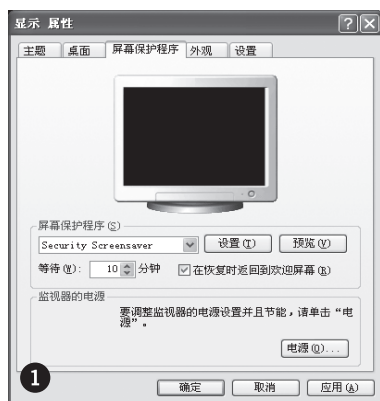 显示 属性
主题 桌面 屏幕保护程序 外观 设置
屏幕保护程序(S)
Security Screensaver 设置(T) 预览(V)
等待(W): 10 分钟 在恢复时返回到欢迎屏幕(R)
监视器的电源
要调整监视器的电源设置并且节能，请单击“电
源”。
电源(O)...
1
确定 取消 应用(A)